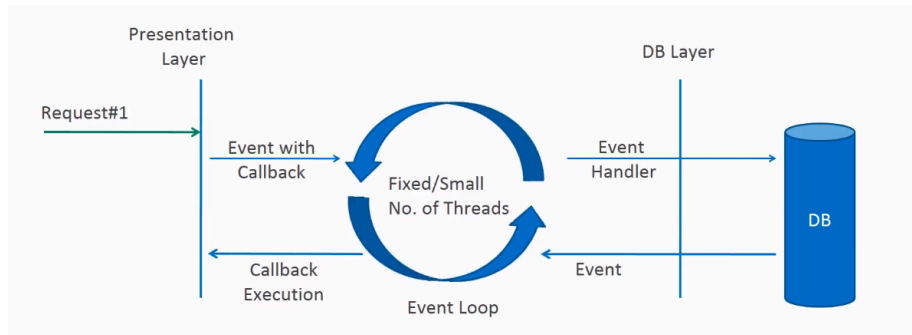 Presentation
Layer
DB Layer
Request#1
Event with
Callback
Fixed/Small
No. of Threads
Event
Handler
DB
Callback
Execution
Event
Event Loop